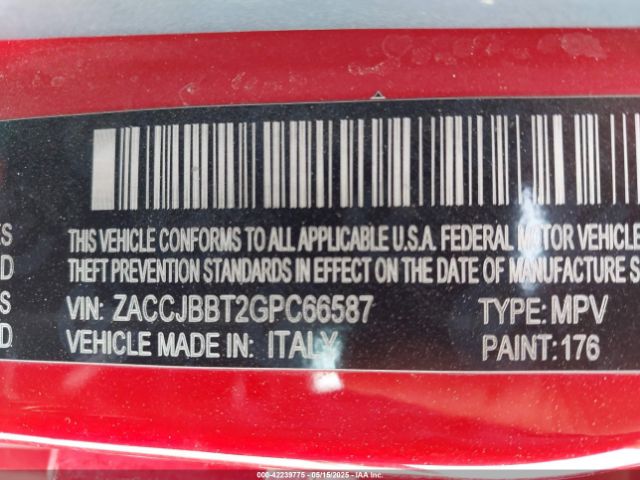 THIS VEHICLE CONFORMS TO ALL APPLICABLE U.S.A. FEDERAL MOTOR VEHICLE
THEFT PREVENTION STANDARDS IN EFFECT ON THE DATE OF MANUFACTURE S
VIN: ZACCJBBT2GPC66587 TYPE: MPV
VEHICLE MADE IN: ITALY PAINT: 176
ES
D
S
D
000-42239775 — 05/15/2025 — IAA Inc.